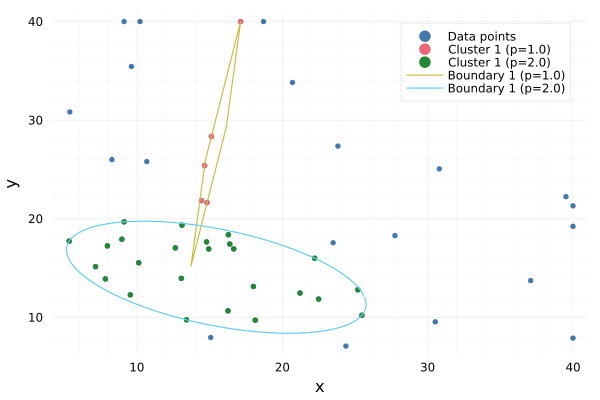 40
30
20
10
y
10
20
30
40
x
Data points
Cluster 1 (p=1.0)
Cluster 1 (p=2.0)
Boundary 1 (p=1.0)
Boundary 1 (p=2.0)